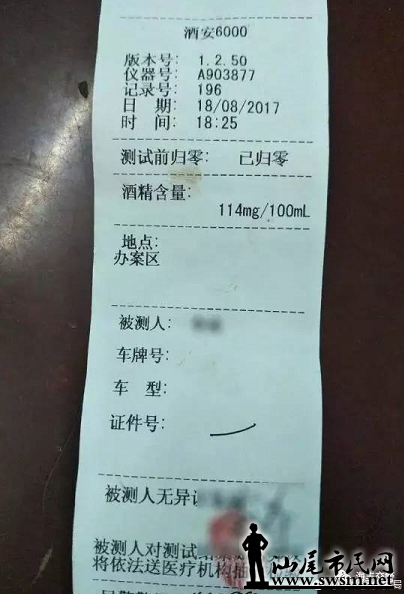 酒安6000
版本号: 1.2.50
仪器号: A903877
记录号: 196
日 期: 18/08/2017
时 间: 18:25
测试前归零: 已归零
酒精含量:
114mg/100mL
地点:
办案区
被测人:
车牌号:
车 型:
证件号:
被测人无异
被测人对测试
将依法送医疗机构抽
汕尾市民网
www.swsm.net